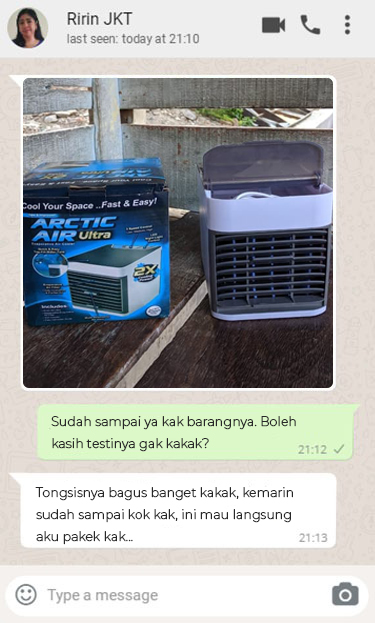 Ririn JKT
last seen: today at 21:10
Cool Your Space ..Fast & Easy!
ARCTIC
AIR Ultra
2X
Includes
Sudah sampai ya kak barangnya. Boleh
kasih testinya gak kakak?
21:12
Tongsisnya bagus banget kakak, kemarin
sudah sampai kok kak, ini mau langsung
aku pakek kak...
21:13
Type a message